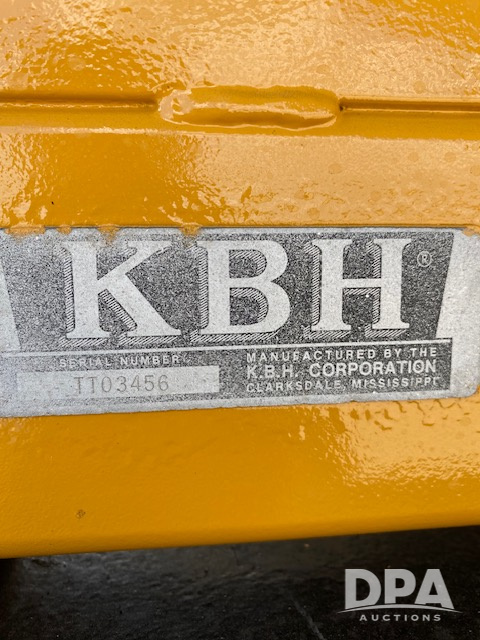 KBH®
SERIAL NUMBER
TT03456
MANUFACTURED BY THE
K.B.H. CORPORATION
CLARKSDALE, MISSISSIPPI
DPA
AUCTIONS